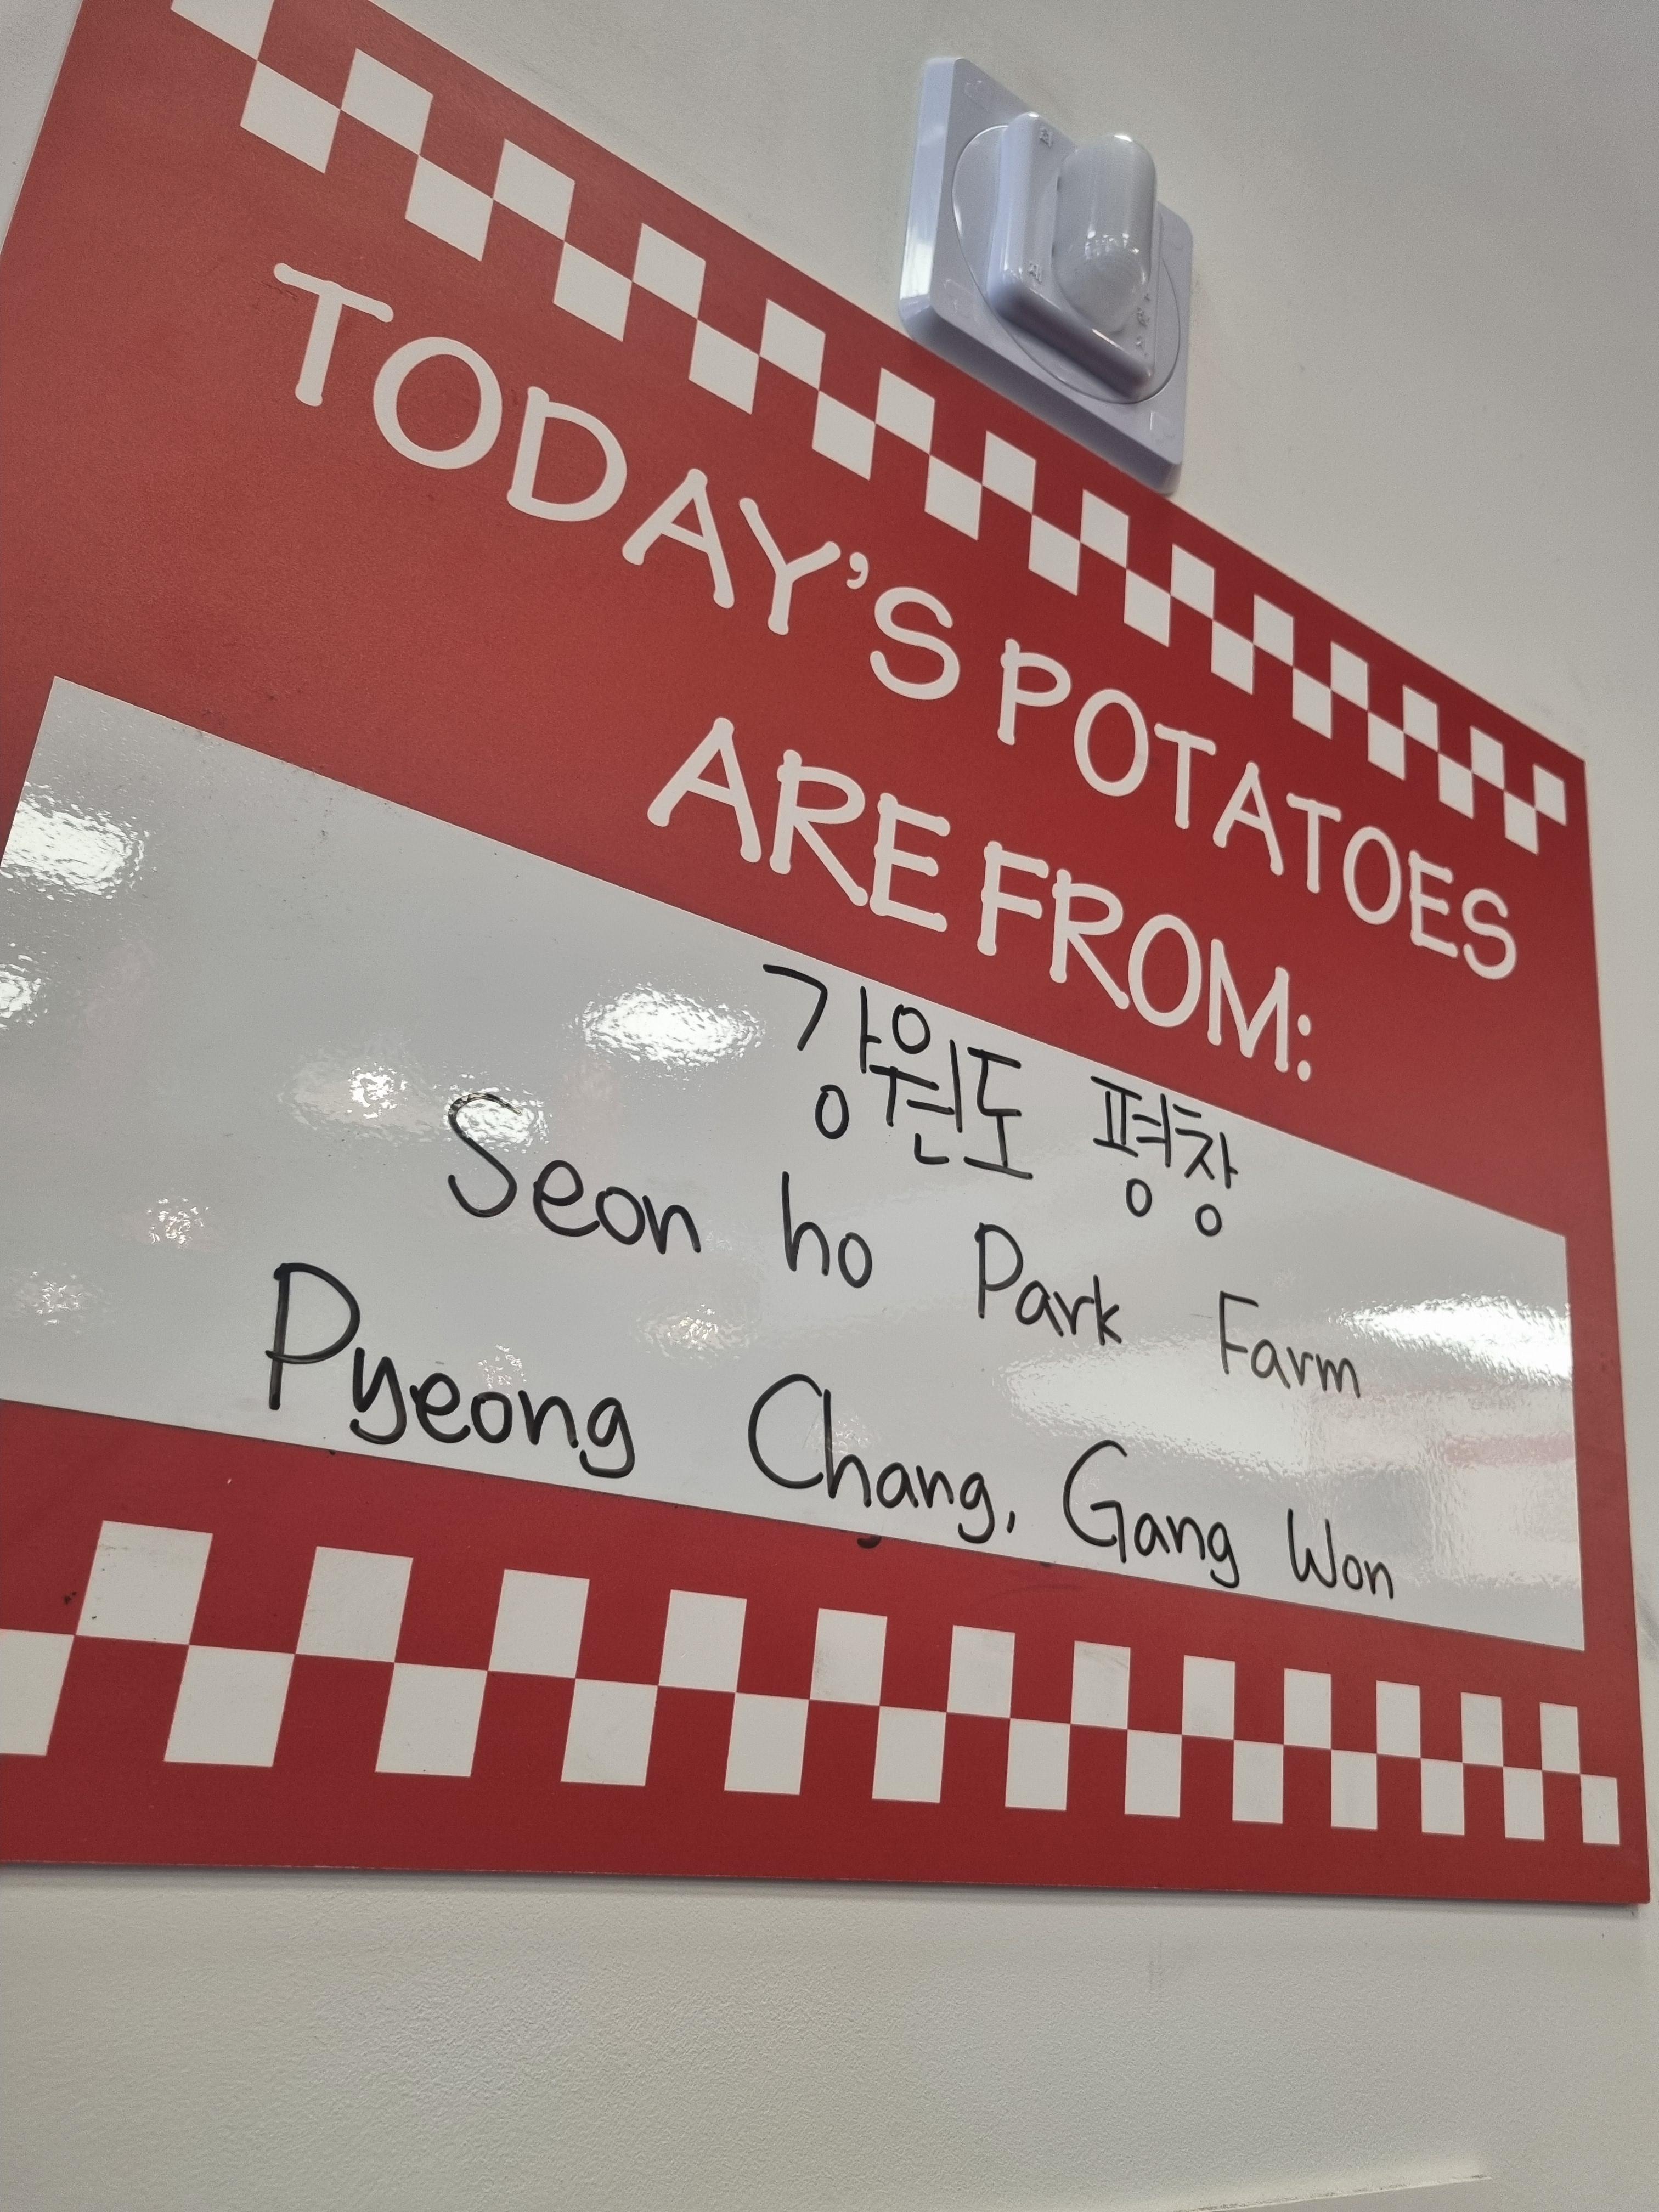 TODAY'S POTATOES
ARE FROM:
강원도 평창
Seon ho Park Farm
Pyeong Chang, Gang Won